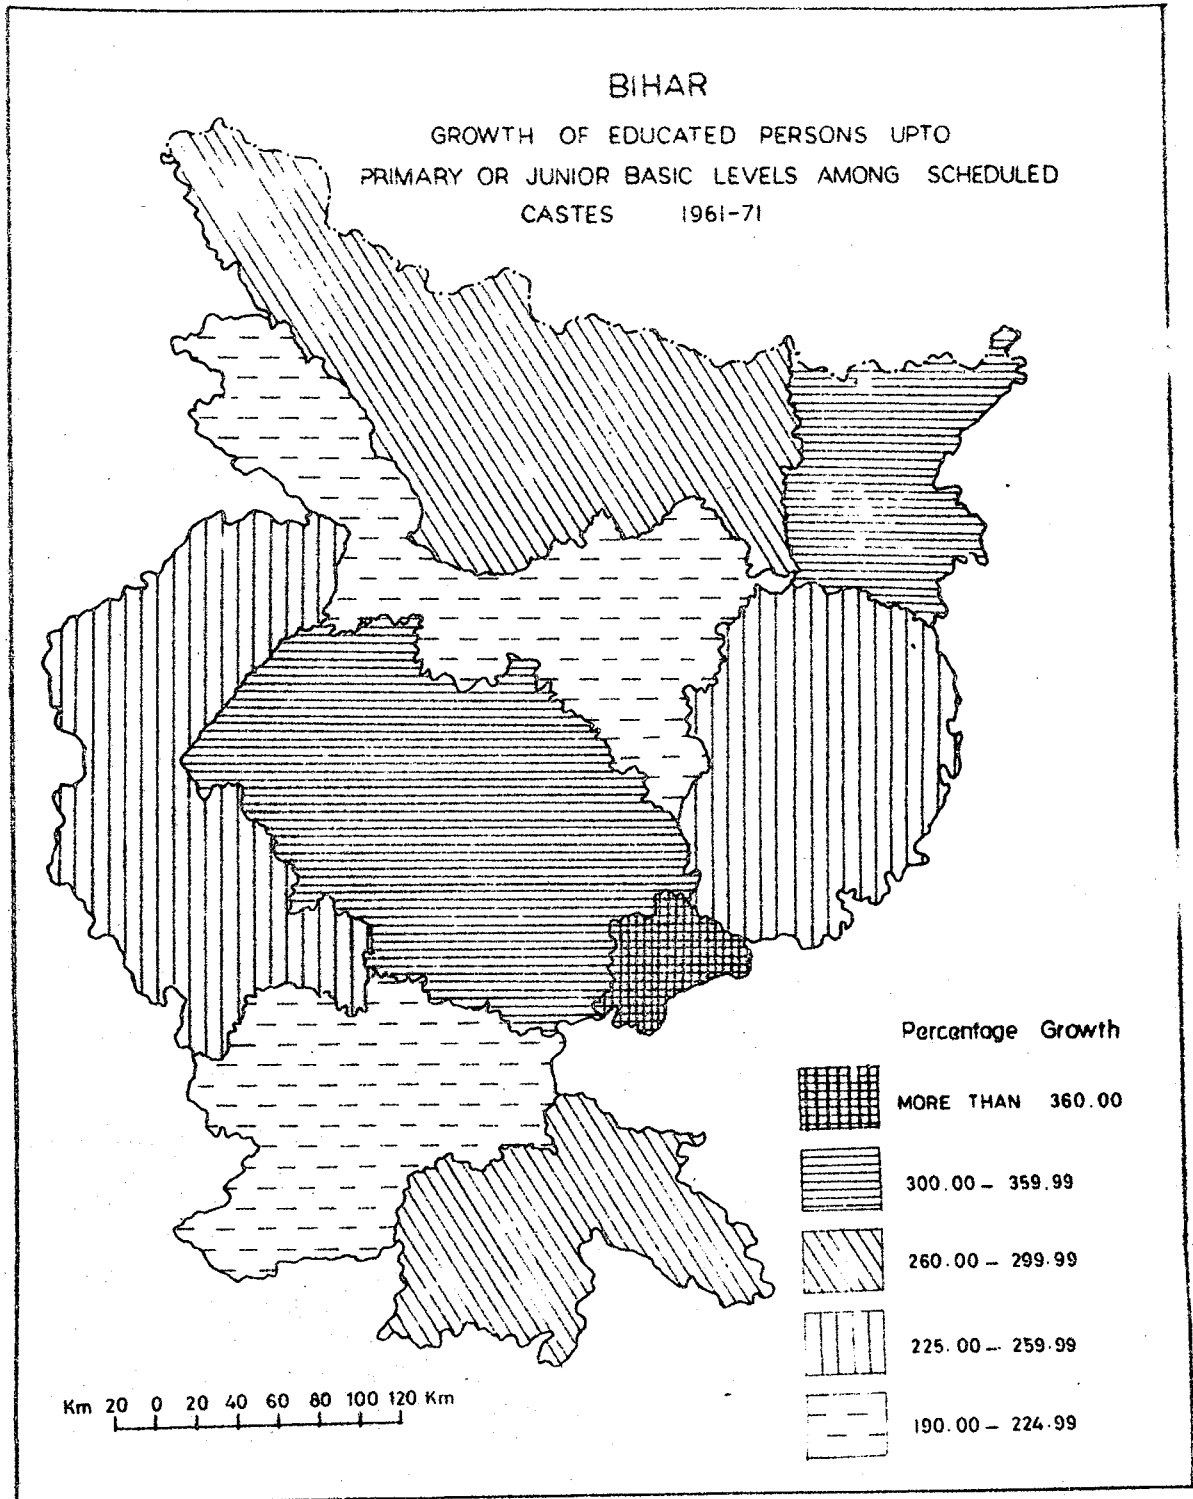 BIHAR
GROWTH OF EDUCATED PERSONS UPTO
PRIMARY OR JUNIOR BASIC LEVELS AMONG SCHEDULED
CASTES 1961-71
Percentage Growth
MORE THAN 360.00
300.00 – 359.99
260.00 – 299.99
225.00 – 259.99
190.00 – 224.99
Km 20 0 20 40 60 80 100 120 Km